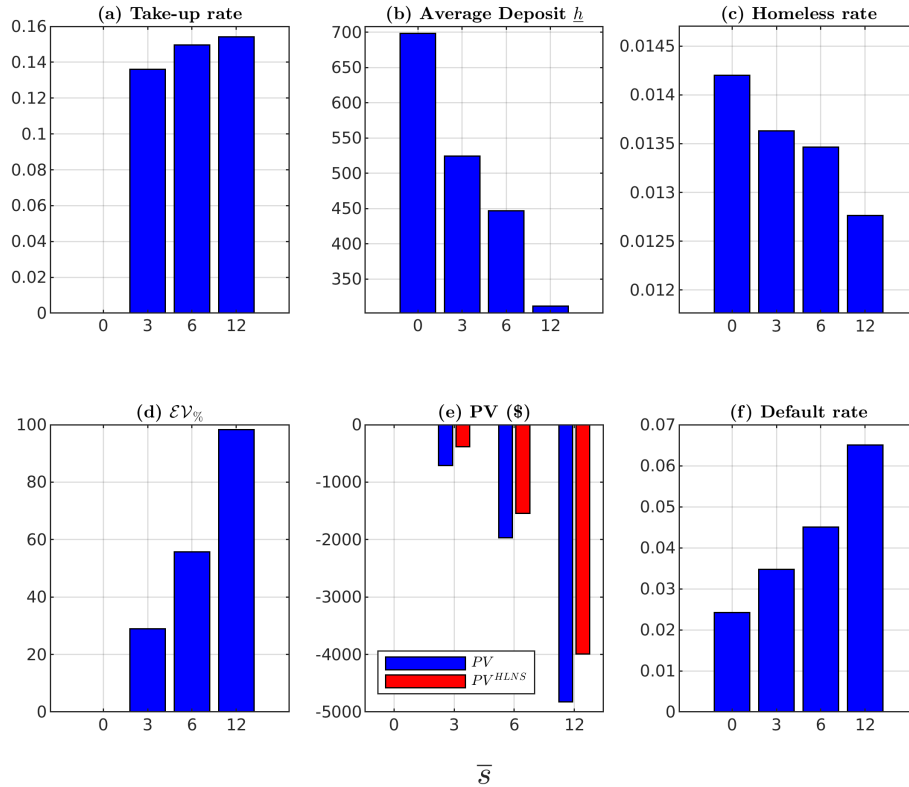 (a) Take-up rate
0.16
0.14
0.12
0.1
0.08
0.06
0.04
0.02
0
0 3 6 12
(b) Average Deposit h
700
650
600
550
500
450
400
350
0 3 6 12
(c) Homeless rate
0.0145
0.014
0.0135
0.013
0.0125
0.012
0 3 6 12
(d) 𝓔𝓥%
100
80
60
40
20
0
0 3 6 12
(e) PV ($)
0
-1000
-2000
-3000
-4000
-5000
PV
PV^HLNS
0 3 6 12
(f) Default rate
0.07
0.06
0.05
0.04
0.03
0.02
0.01
0
0 3 6 12
s̅